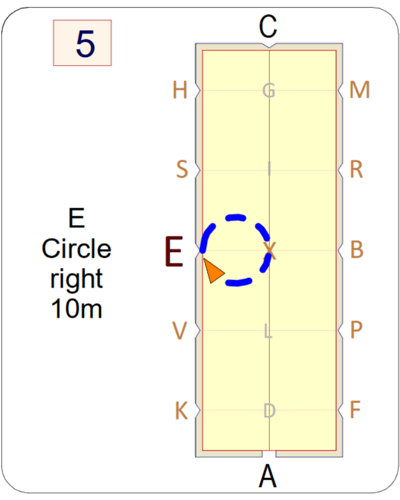 5
C
H G M
S I R
E
Circle
right
10m
E X B
V L P
K D F
A